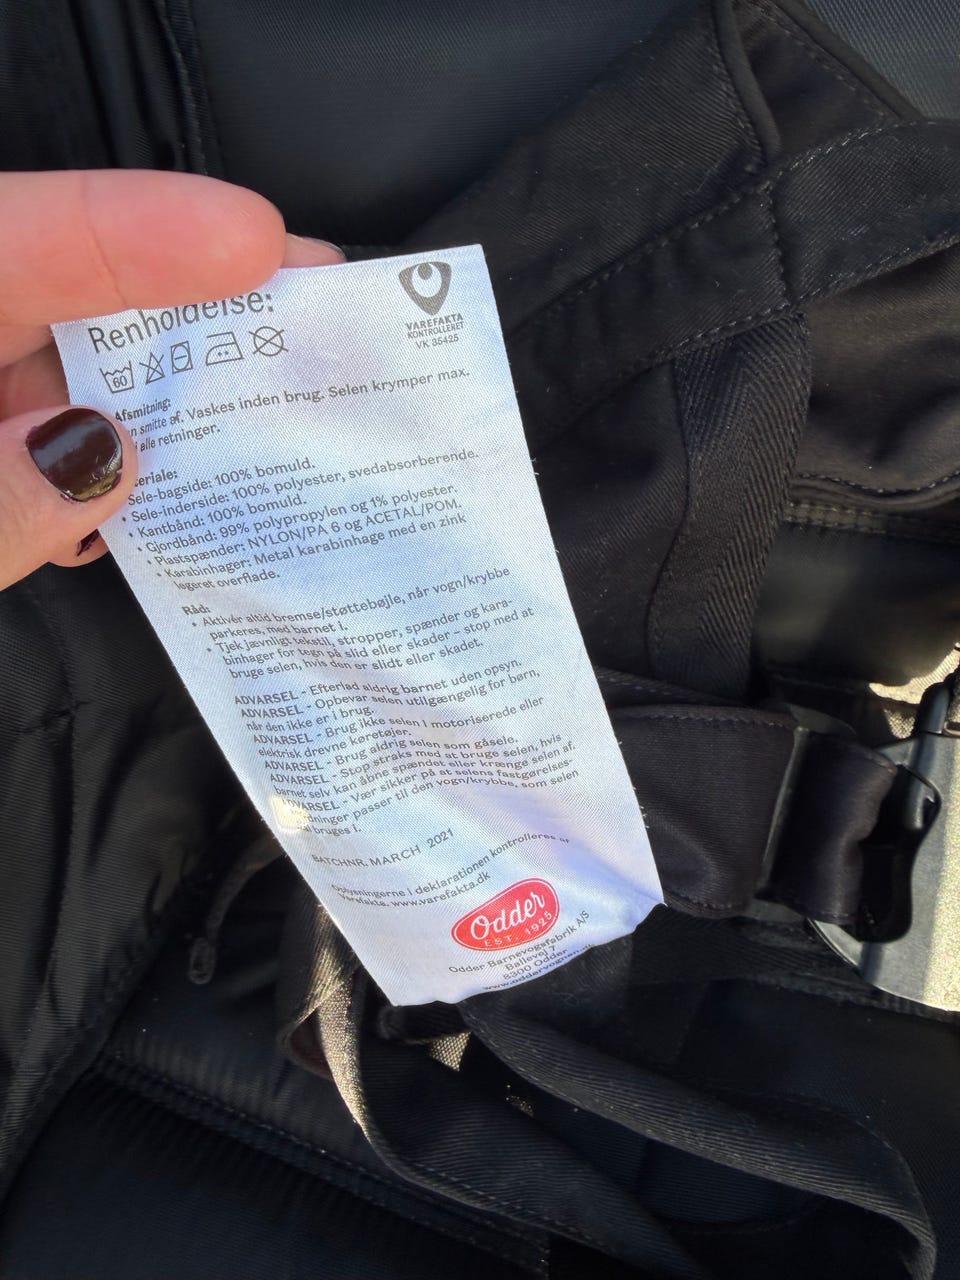 Renholdelse:
VAREFAKTA
KONTROLLERET
VK 35425
60
Afsmitning:
smitte af. Vaskes inden brug. Selen krymper max.
i alle retninger.
Sele-bagside: 100% bomuld.
• Sele-inderside: 100% polyester, svedabsorberende.
• Kantbånd: 100% bomuld.
• Gjordbånd: 99% polypropylen og 1% polyester.
• Plastspænder: NYLON/PA 6 og ACETAL/POM.
• Karabinhager: Metal karabinhage med en zink
legeret overflade.
Råd:
• Aktivér altid bremse/støttebøjle, når vogn/krybbe
parkeres, med barnet i.
• Tjek jævnligt tekstil, stropper, spænder og kara-
binhager for tegn på slid eller skader – stop med at
bruge selen, hvis den er slidt eller skadet.
ADVARSEL - Efterlad aldrig barnet uden opsyn.
ADVARSEL - Opbevar selen utilgængelig for børn,
når den ikke er i brug.
ADVARSEL - Brug ikke selen i motoriserede eller
elektrisk drevne køretøjer.
ADVARSEL - Brug aldrig selen som gåsele.
ADVARSEL - Stop straks med at bruge selen, hvis
barnet selv kan åbne spændet eller krænge selen af.
ADVARSEL - Vær sikker på at selens fastgørelses-
passer til den vogn/krybbe, som selen
bruges i.
BATCHNR. MARCH 2021
Oplysningerne i deklarationen kontrolleres af
Varefakta. www.varefakta.dk
Odder
EST. 1925
Odder Barnevognsfabrik A/S
Ballevej 7
8300 Odder
www.oddervognen.dk